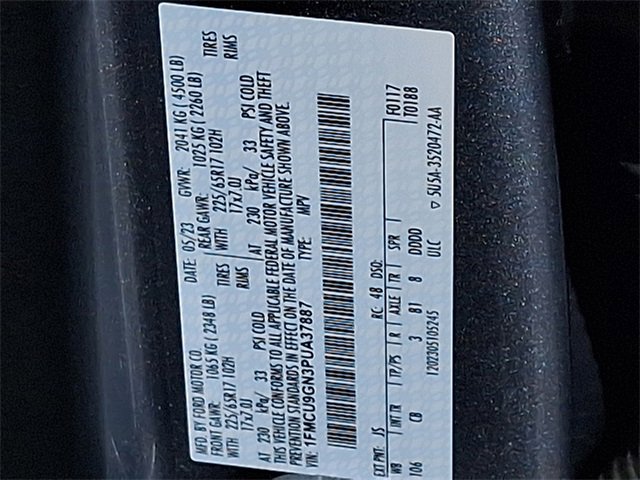 MFD. BY FORD MOTOR CO.
DATE: 05/23 GVWR: 2041 KG ( 4500 LB)
FRONT GAWR: 1065 KG ( 2348 LB) REAR GAWR: 1025 KG ( 2260 LB)
WITH 225/65R17 102H TIRES WITH 225/65R17 102H TIRES
17x7.0J RIMS 17x7.0J RIMS
AT 230 kPa/ 33 PSI COLD AT 230 kPa/ 33 PSI COLD
THIS VEHICLE CONFORMS TO ALL APPLICABLE FEDERAL MOTOR VEHICLE SAFETY AND THEFT
PREVENTION STANDARDS IN EFFECT ON THE DATE OF MANUFACTURE SHOWN ABOVE.
VIN: 1FMCU9GN3PUA37887 TYPE: MPV
EXT PNT: JS RC: 48 DSO: F0117
T0188
WB INT TR TP/PS R AXLE TR SPR
106 CB 3 81 8 DDDD
1202305105245 ULC ▽ 5U5A-3520472-AA